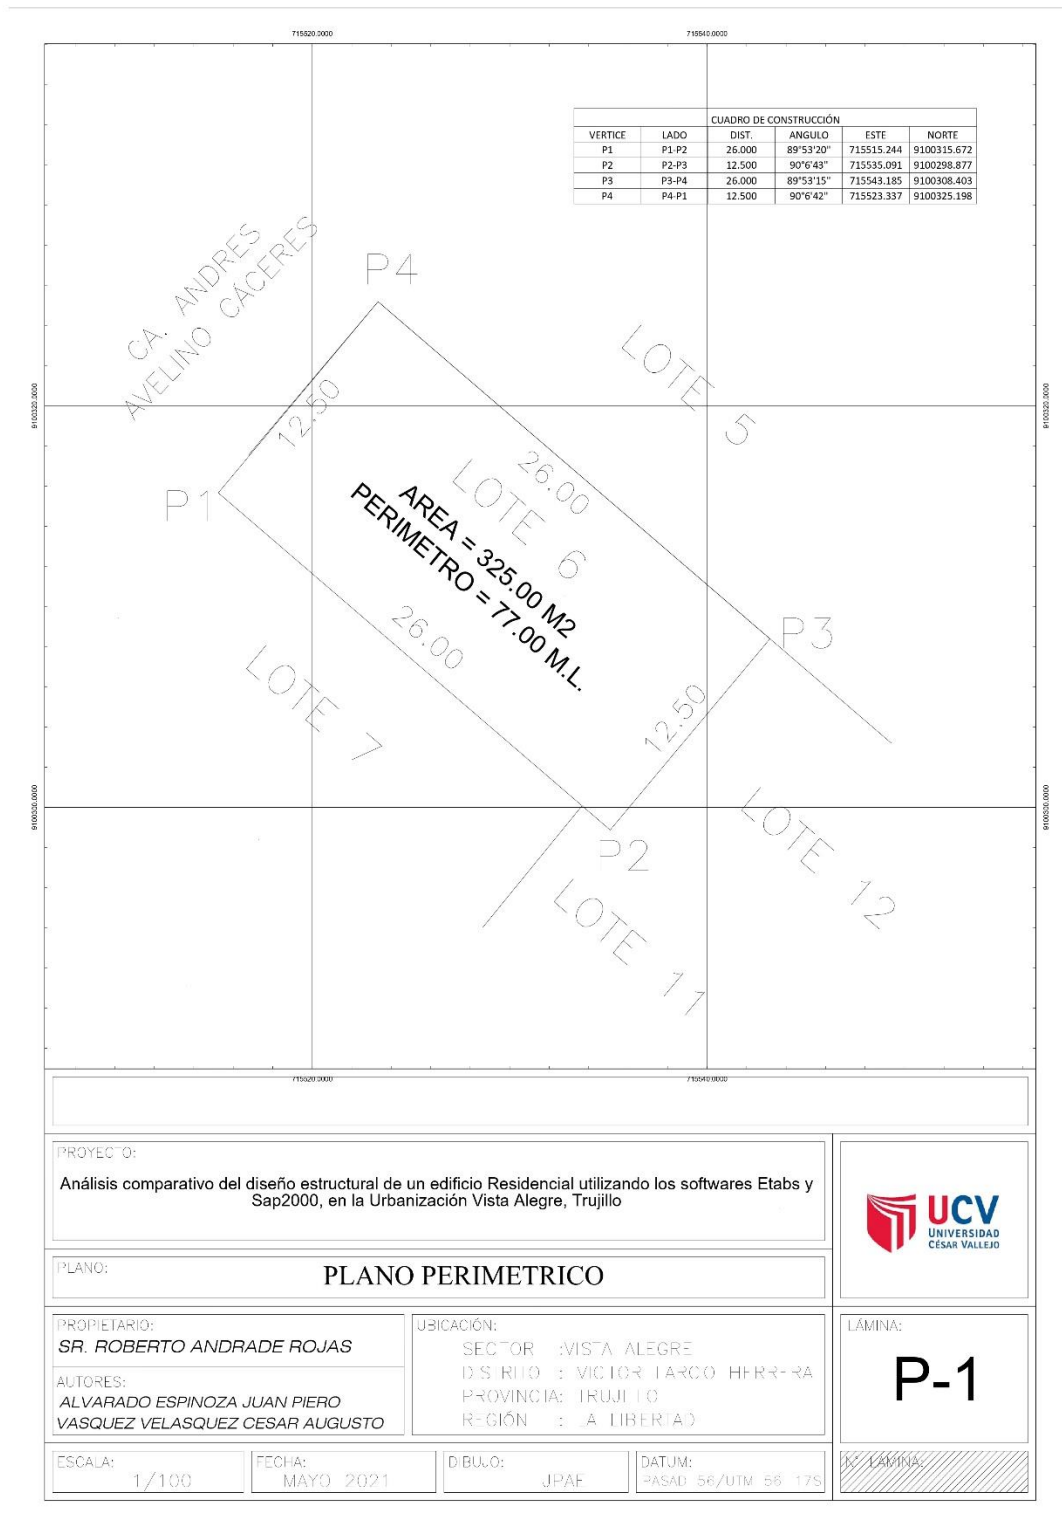 715520.0000 715540.0000
CUADRO DE CONSTRUCCIÓN
VERTICE LADO DIST. ANGULO ESTE NORTE
P1 P1-P2 26.000 89°53'20" 715515.244 9100315.672
P2 P2-P3 12.500 90°6'43" 715535.091 9100298.877
P3 P3-P4 26.000 89°53'15" 715543.185 9100308.403
P4 P4-P1 12.500 90°6'42" 715523.337 9100325.198
CA. ANDRES
AVELINO CÁCERES
P4
LOTE 5
9100320.0000 9100320.0000
12.50
26.00
P1
LOTE 6
AREA = 325.00 M2
PERIMETRO = 77.00 M.L.
26.00
P3
LOTE 7
12.50
9100300.0000 9100300.0000
P2
LOTE 12
LOTE 11
715520.0000 715540.0000
PROYECTO:
Análisis comparativo del diseño estructural de un edificio Residencial utilizando los softwares Etabs y
Sap2000, en la Urbanización Vista Alegre, Trujillo
UCV
UNIVERSIDAD
CÉSAR VALLEJO
PLANO:
PLANO PERIMETRICO
PROPIETARIO:
SR. ROBERTO ANDRADE ROJAS
AUTORES:
ALVARADO ESPINOZA JUAN PIERO
VASQUEZ VELASQUEZ CESAR AUGUSTO
UBICACIÓN:
SECTOR :VISTA ALEGRE
DISTRITO : VICTOR LARCO HERRERA
PROVINCIA: TRUJILLO
REGIÓN : LA LIBERTAD
LÁMINA:
P-1
ESCALA:
1/100
FECHA:
MAYO 2021
DIBUJO:
JPAE
DATUM:
PASAD 56/UTM 56 17S
N° LAMINA: